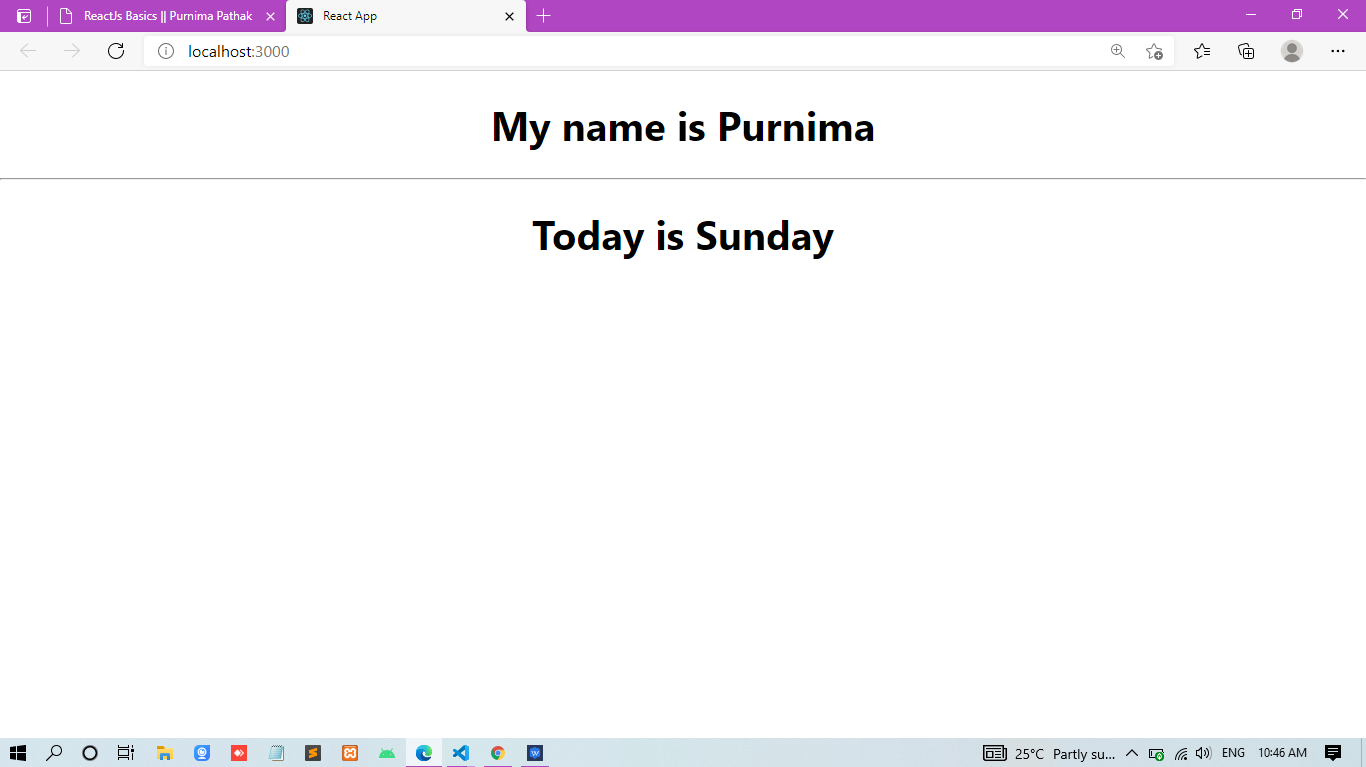 ReactJs Basics || Purnima Pathak
React App
localhost:3000
My name is Purnima
Today is Sunday
25°C Partly su...
ENG
10:46 AM